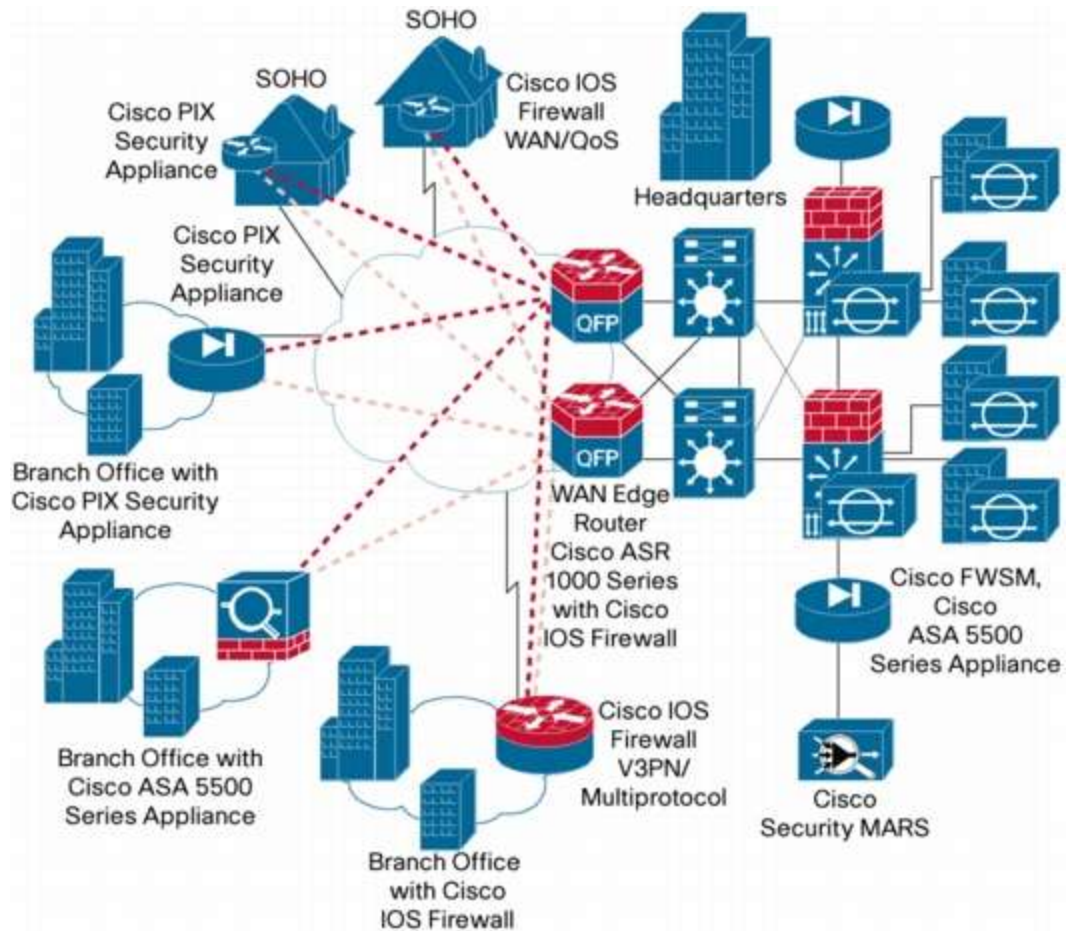 SOHO
SOHO
Cisco PIX
Security
Appliance
Cisco IOS
Firewall
WAN/QoS
Headquarters
Cisco PIX
Security
Appliance
QFP
QFP
Branch Office with
Cisco PIX Security
Appliance
WAN Edge
Router
Cisco ASR
1000 Series
with Cisco
IOS Firewall
Cisco FWSM,
Cisco
ASA 5500
Series Appliance
Branch Office with
Cisco ASA 5500
Series Appliance
Cisco IOS
Firewall
V3PN/
Multiprotocol
Cisco
Security MARS
Branch Office
with Cisco
IOS Firewall